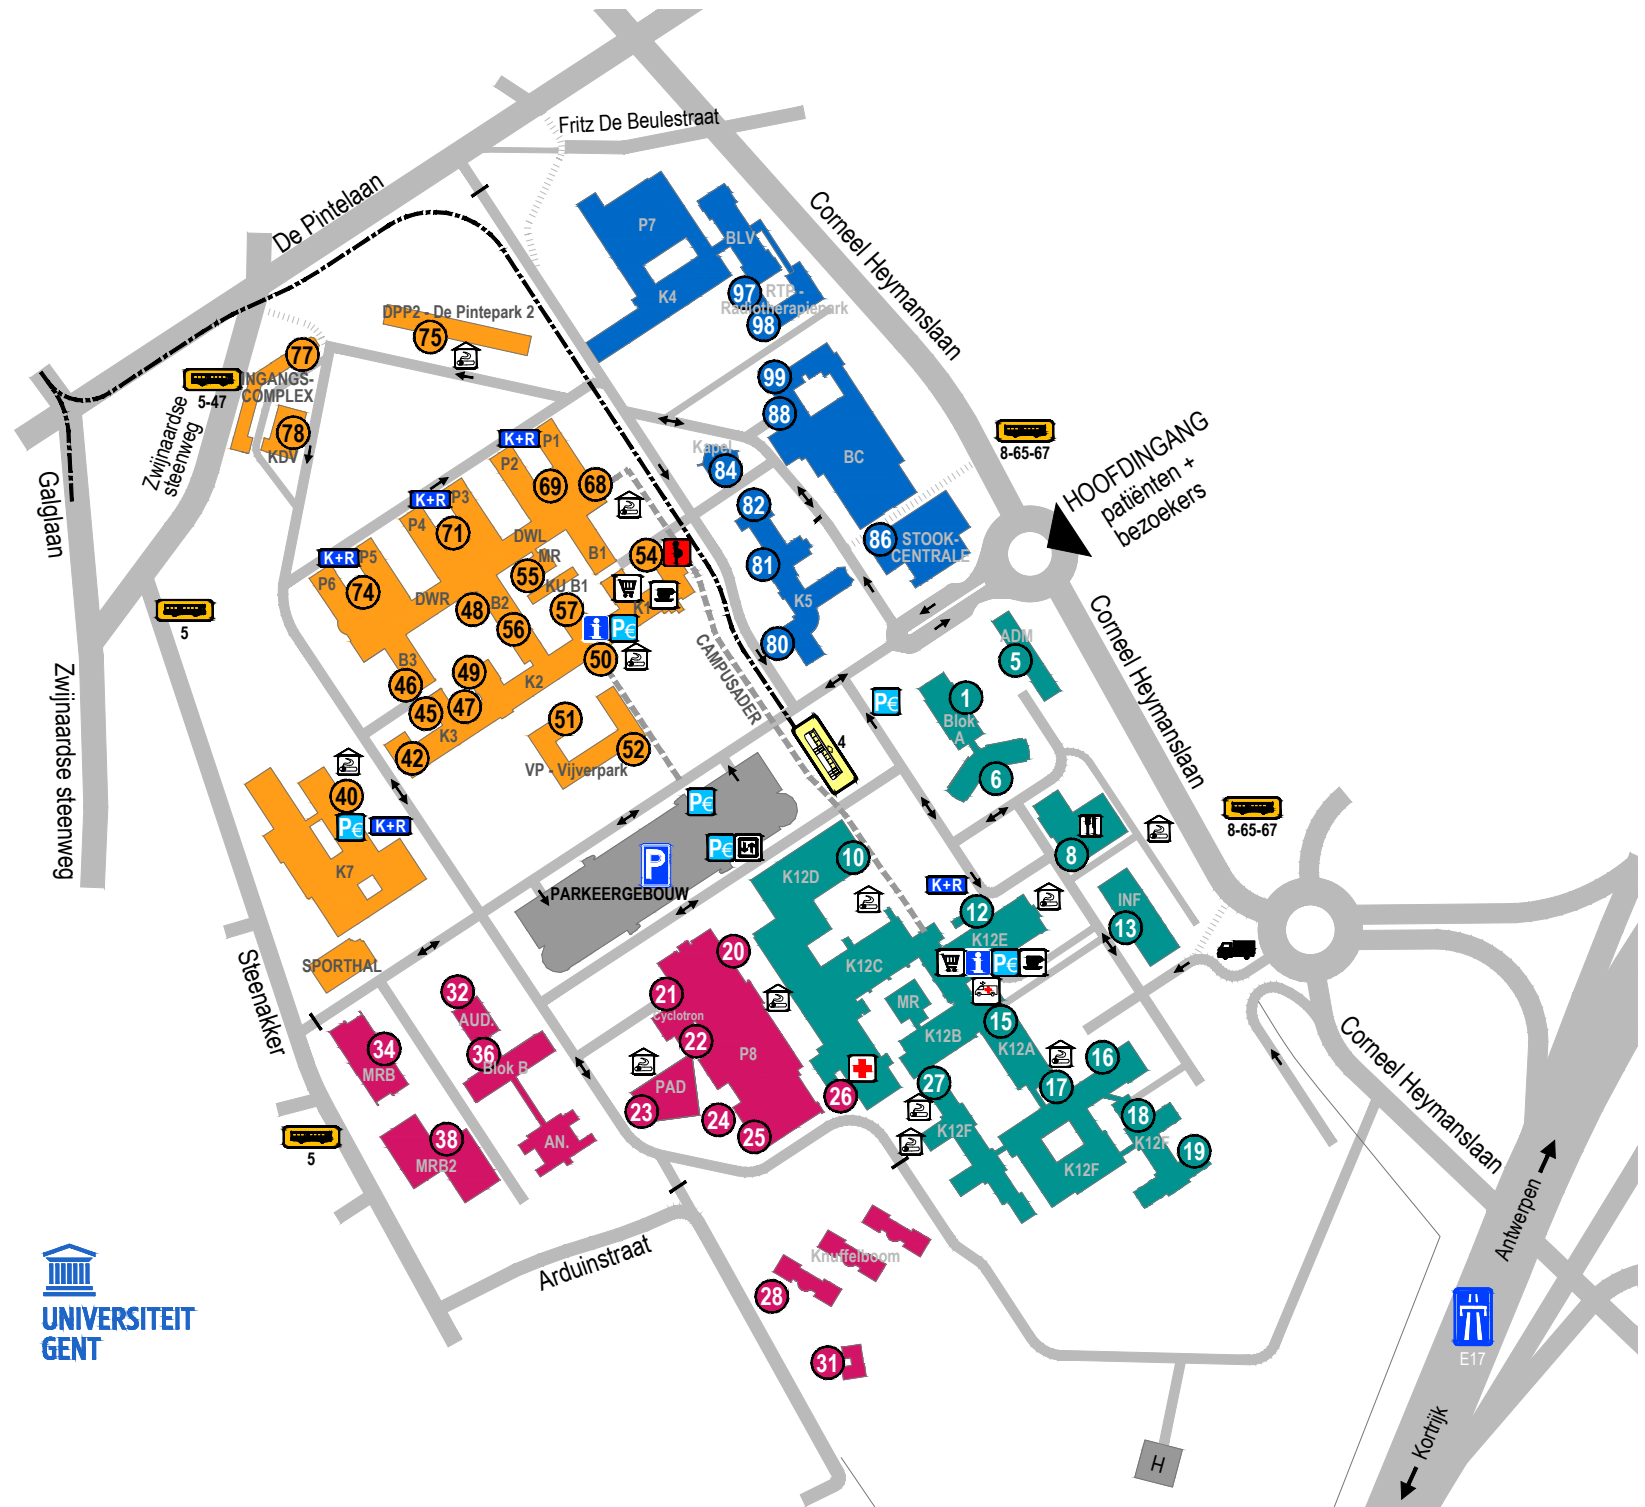 Fritz De Beulestraat
De Pintelaan
Corneel Heymanslaan
P7
BLV
K4
97
RTP -
Radiotherapiepark
98
DPP2 - De Pintepark 2
75
77
INGANGS-
COMPLEX
78
KDV
5-47
Zwijnaardse
steenweg
Galglaan
99
88
BC
Kapel
84
82
86
STOOK-
CENTRALE
81
K5
80
8-65-67
HOOFDINGANG
patiënten +
bezoekers
K+R
P1
P2
69
68
K+R
P3
P4
71
DWL
MR
B1
54
K+R
P5
P6
74
DWR
55
KU B1
48
B2
57
56
K1
i
P€
50
B3
46
49
47
45
K2
K3
42
51
52
VP - Vijverpark
CAMPUSADER
5
Zwijnaardse steenweg
40
P€
K+R
K7
SPORTHAL
4
P€
ADM
5
1
Blok
A
6
8
Corneel Heymanslaan
8-65-67
P€
P€
P
PARKEERGEBOUW
10
K12D
K+R
12
K12E
INF
13
K12C
i
P€
MR
K12B
15
K12A
16
17
27
K12F
18
K12F
19
K12F
20
21
Cyclotron
22
P8
PAD
23
24
25
26
Steenakker
32
AUD.
34
MRB
36
Blok B
38
MRB2
AN.
5
Arduinstraat
Knuffelboom
28
31
Corneel Heymanslaan
Antwerpen
E17
Kortrijk
H
UNIVERSITEIT
GENT